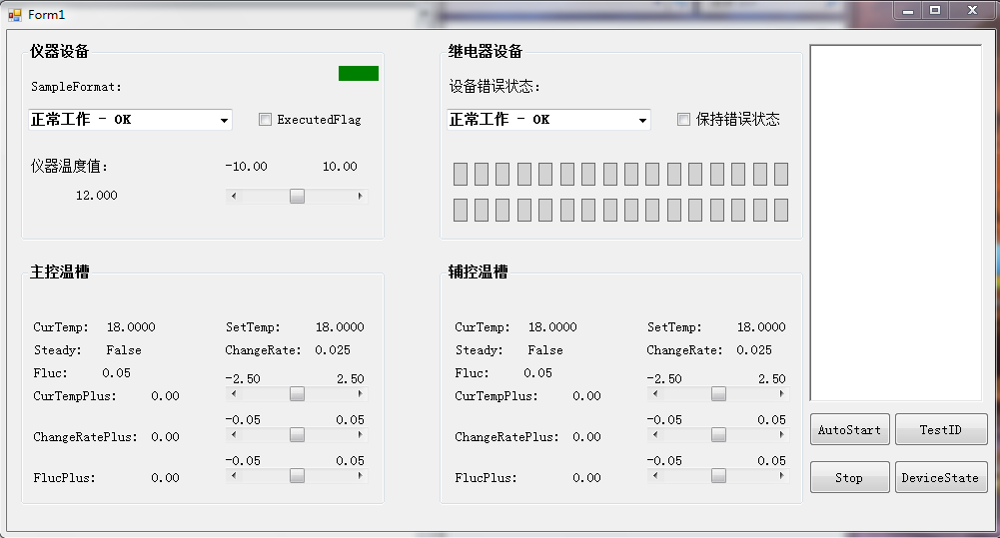 Form1
仪器设备
SampleFormat:
正常工作 - OK
ExecutedFlag
仪器温度值:
-10.00 10.00
12.000
继电器设备
设备错误状态:
正常工作 - OK
保持错误状态
主控温槽
CurTemp: 18.0000 SetTemp: 18.0000
Steady: False ChangeRate: 0.025
Fluc: 0.05
-2.50 2.50
CurTempPlus: 0.00
-0.05 0.05
ChangeRatePlus: 0.00
-0.05 0.05
FlucPlus: 0.00
辅控温槽
CurTemp: 18.0000 SetTemp: 18.0000
Steady: False ChangeRate: 0.025
Fluc: 0.05
-2.50 2.50
CurTempPlus: 0.00
-0.05 0.05
ChangeRatePlus: 0.00
-0.05 0.05
FlucPlus: 0.00
AutoStart TestID
Stop DeviceState